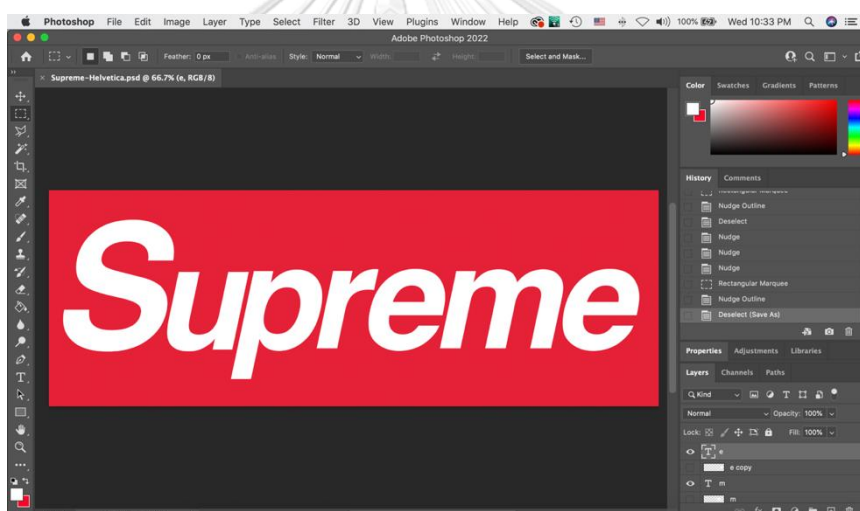 Photoshop File Edit Image Layer Type Select Filter 3D View Plugins Window Help 100% Wed 10:33 PM
Adobe Photoshop 2022
Feather: 0 px Anti-alias Style: Normal Width: Height: Select and Mask...
× Supreme-Helvetica.psd @ 66.7% (e, RGB/8)
Color Swatches Gradients Patterns
Supreme
History Comments
Rectangular Marquee
Nudge Outline
Deselect
Nudge
Nudge
Nudge
Rectangular Marquee
Nudge Outline
Deselect (Save As)
Properties Adjustments Libraries
Layers Channels Paths
Kind
Normal Opacity: 100%
Lock: Fill: 100%
T e
e copy
T m
m